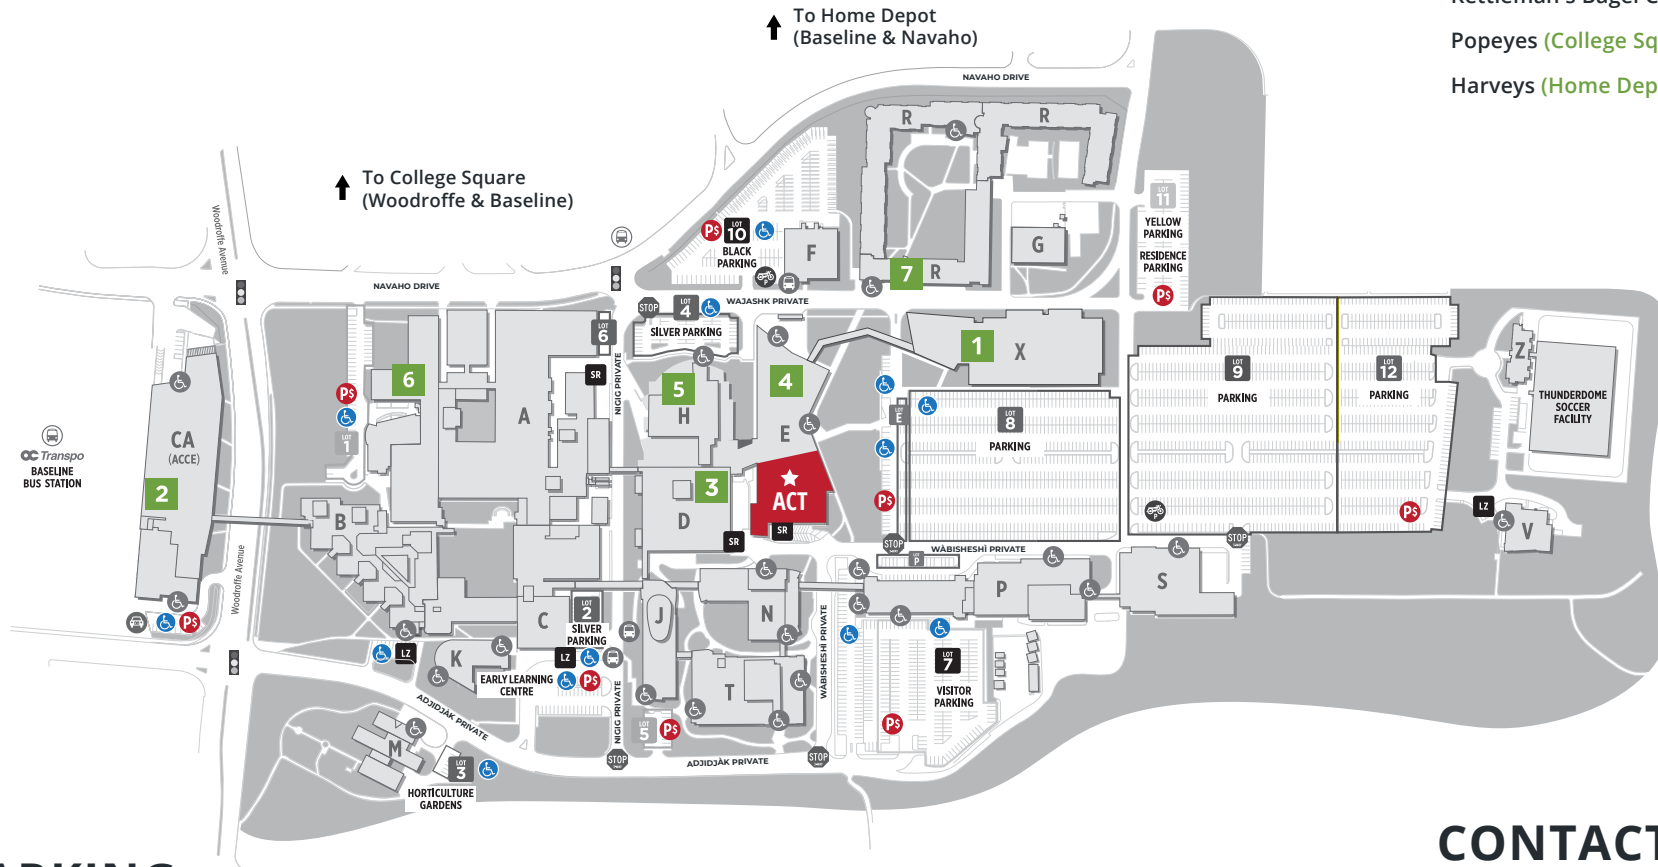 To Home Depot
(Baseline & Navaho)
Popeyes (College Sq
Harveys (Home Dep
NAVAHO DRIVE
To College Square
(Woodroffe & Baseline)
R
R
LOT
11
YELLOW
PARKING
RESIDENCE
PARKING
P$
Woodroffe Avenue
P$
LOT
10
BLACK
PARKING
P
F
G
7
R
NAVAHO DRIVE
WAJASHK PRIVATE
STOP
LOT
4
SILVER PARKING
LOT
6
NIGIG PRIVATE
SR
1
X
6
A
5
H
4
E
P$
LOT
1
LOT
E
LOT
8
PARKING
LOT
9
PARKING
LOT
12
PARKING
Z
THUNDERDOME
SOCCER
FACILITY
OC Transpo
BASELINE
BUS STATION
CA
(ACCE)
2
B
3
D
ACT
SR
SR
P$
P
P$
LZ
V
STOP
STOP
WÀBISHESHÌ PRIVATE
LOT
P
Woodroffe Avenue
P$
C
LOT
2
SILVER
PARKING
J
N
P
S
WÀBISHESHÌ PRIVATE
LZ
K
LZ
EARLY LEARNING
CENTRE
P$
T
LOT
7
VISITOR
PARKING
P$
ADJIDJÀK PRIVATE
NIGIG PRIVATE
LOT
5
P$
STOP
STOP
ADJIDJÀK PRIVATE
M
LOT
3
HORTICULTURE
GARDENS
CONTACT